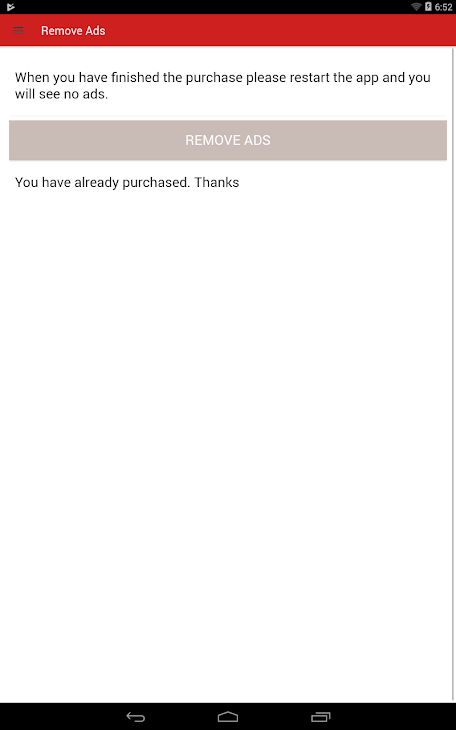 6:52
Remove Ads
When you have finished the purchase please restart the app and you
will see no ads.
REMOVE ADS
You have already purchased. Thanks